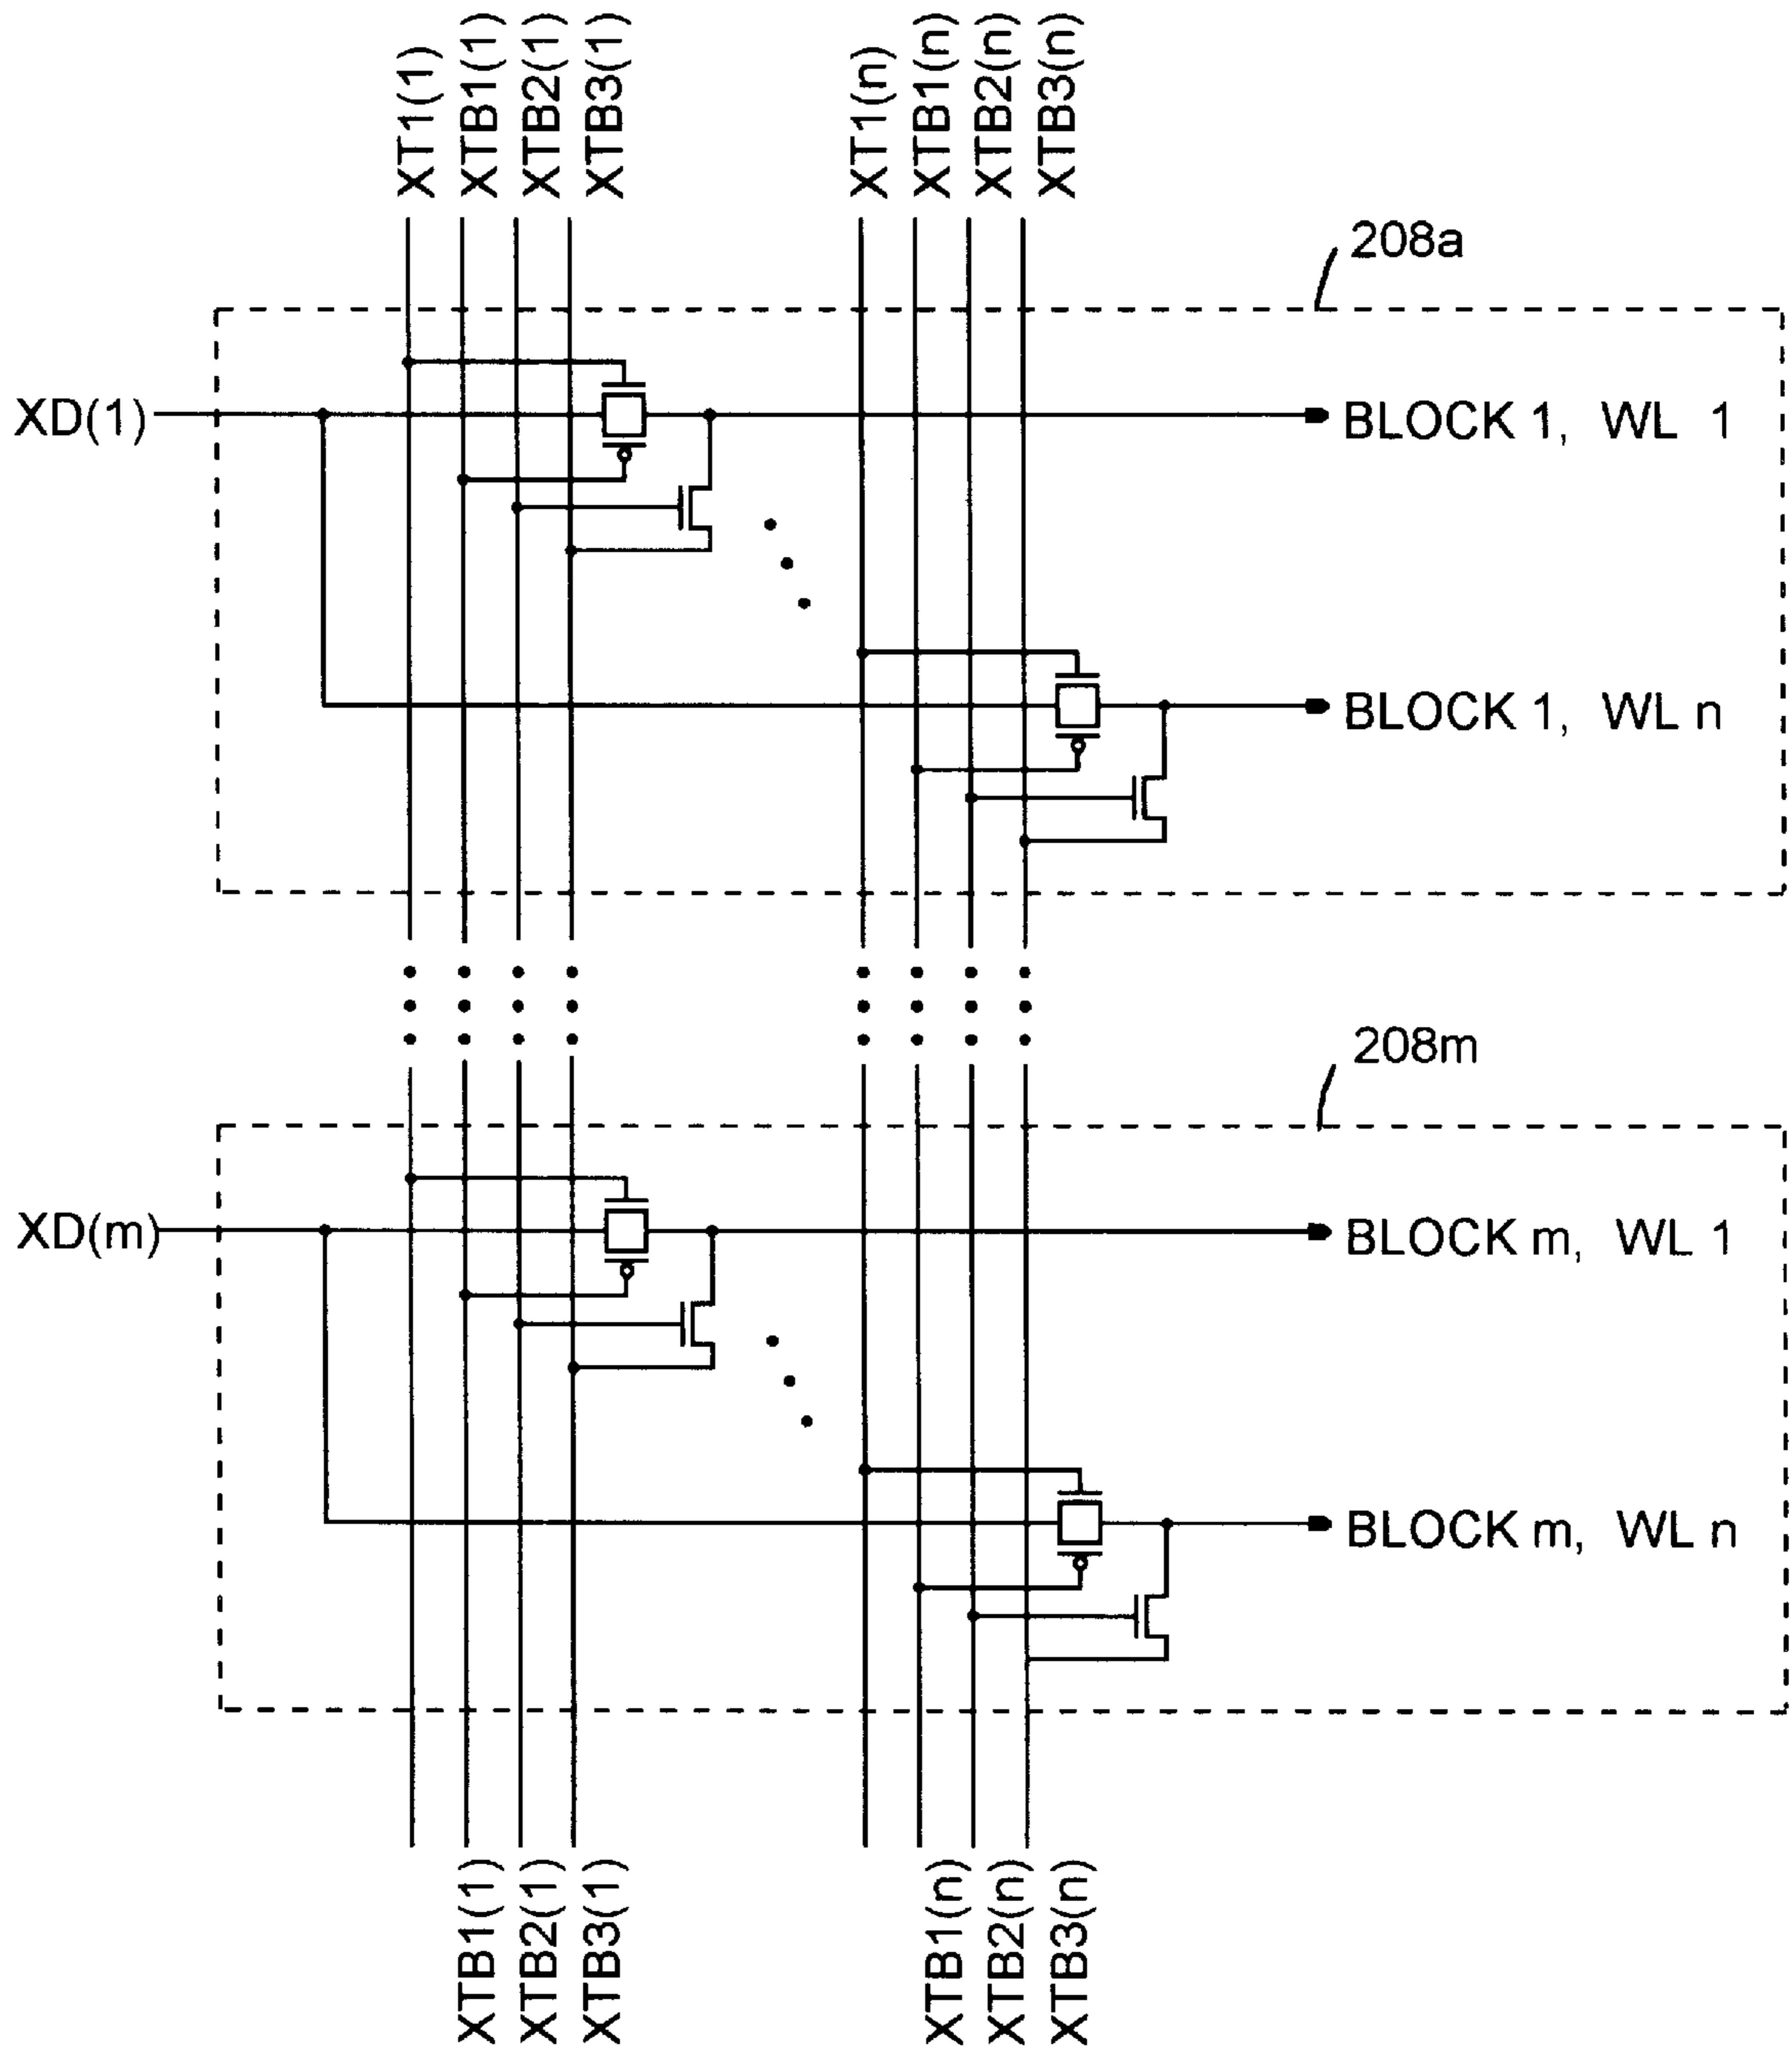 XT1(1)
XTB1(1)
XTB2(1)
XTB3(1)
XT1(n)
XTB1(n)
XTB2(n)
XTB3(n)
208a
XD(1)
BLOCK 1, WL 1
BLOCK 1, WL n
208m
XD(m)
BLOCK m, WL 1
BLOCK m, WL n
XTB1(1)
XTB2(1)
XTB3(1)
XTB1(n)
XTB2(n)
XTB3(n)